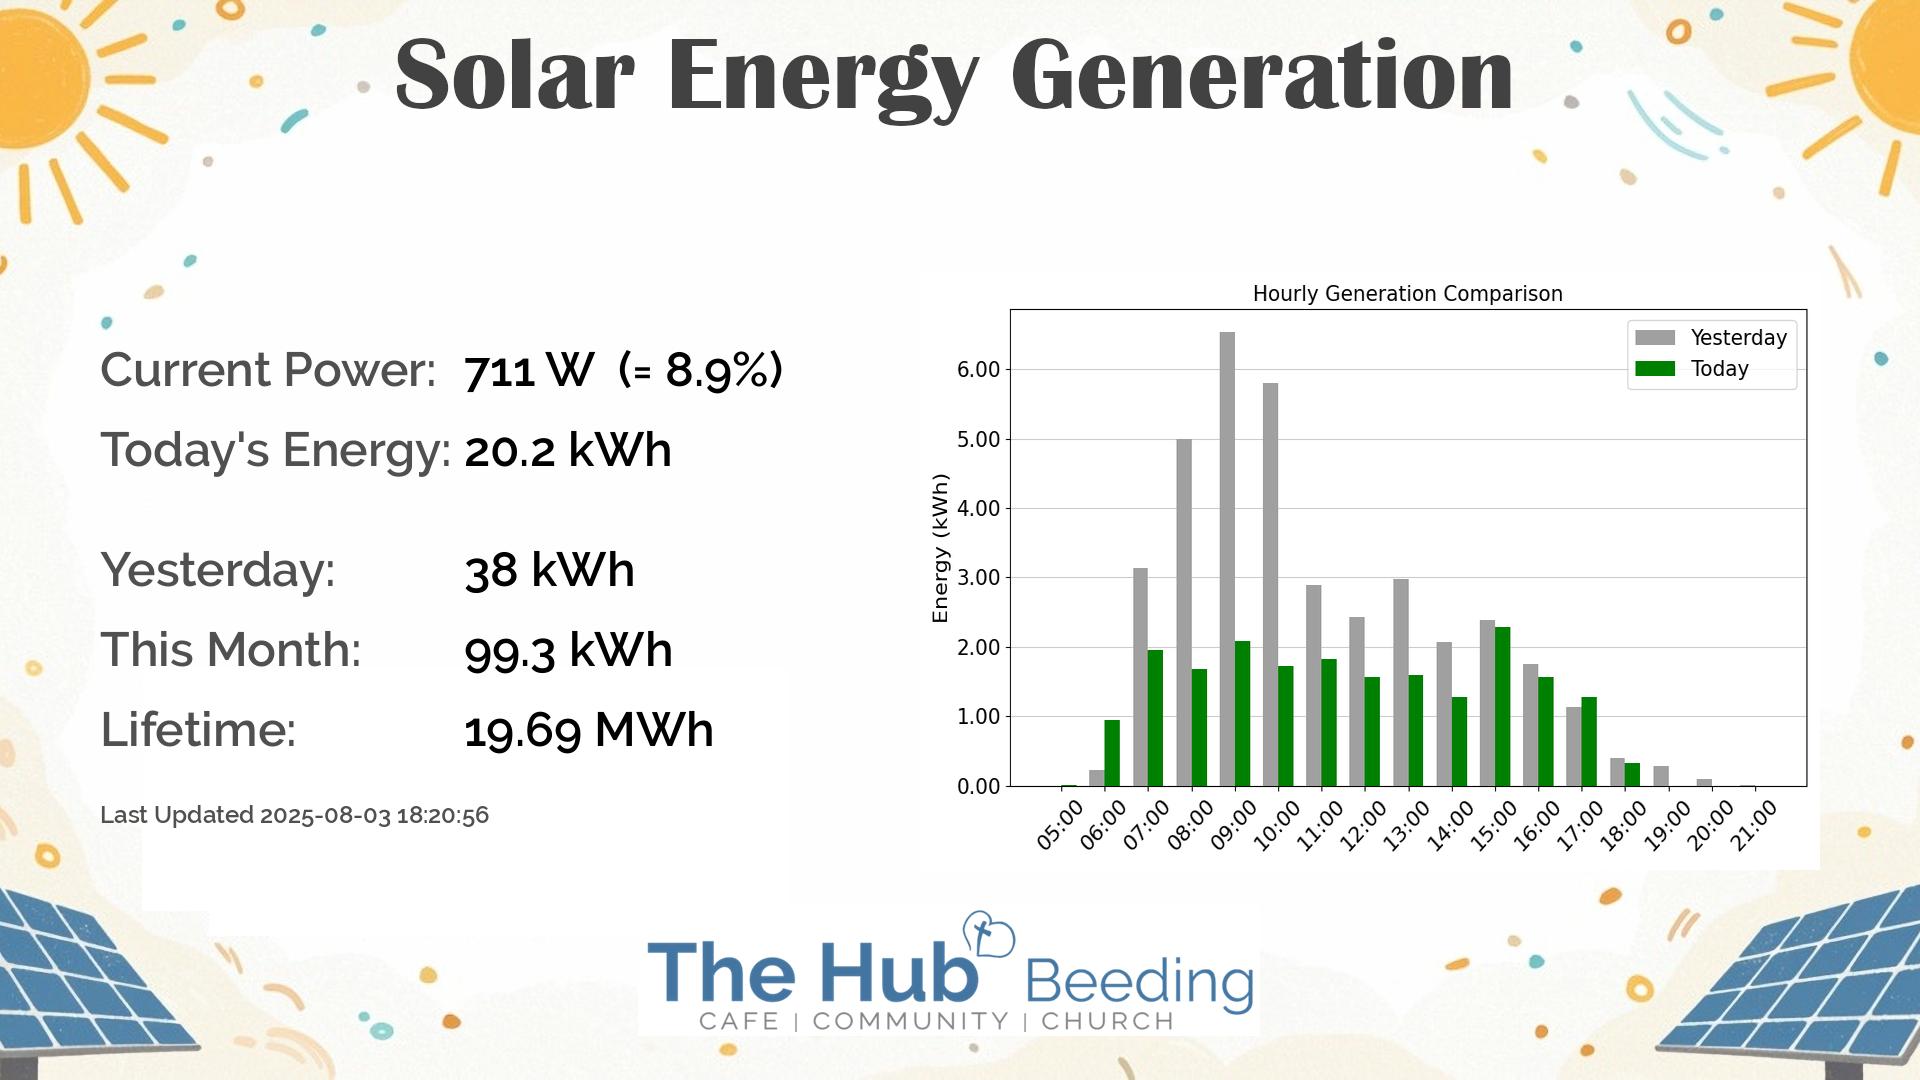 Solar Energy Generation
Current Power: 711 W (= 8.9%)
Today's Energy: 20.2 kWh
Yesterday: 38 kWh
This Month: 99.3 kWh
Lifetime: 19.69 MWh
Last Updated 2025-08-03 18:20:56
Hourly Generation Comparison
Yesterday
Today
Energy (kWh)
6.00
5.00
4.00
3.00
2.00
1.00
0.00
05:00 06:00 07:00 08:00 09:00 10:00 11:00 12:00 13:00 14:00 15:00 16:00 17:00 18:00 19:00 20:00 21:00
The Hub Beeding
CAFE | COMMUNITY | CHURCH